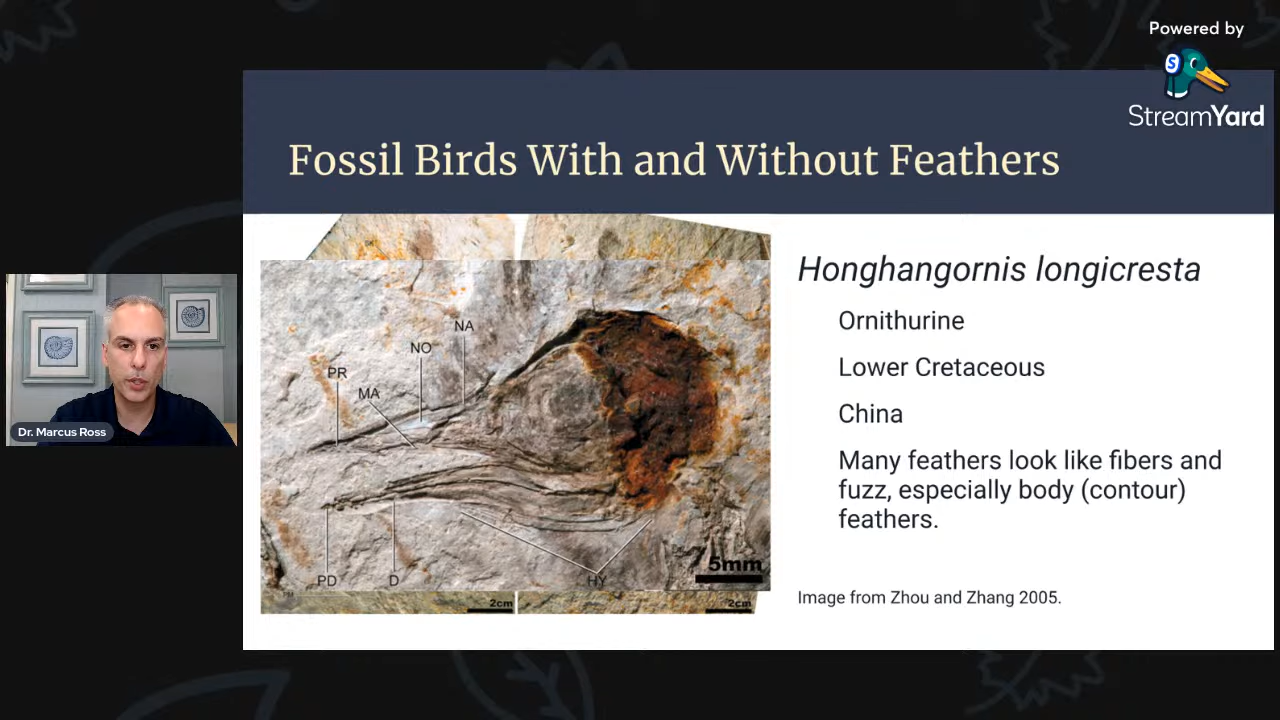 Powered by
S
StreamYard
Fossil Birds With and Without Feathers
Honghangornis longicresta
Ornithurine
Lower Cretaceous
China
Many feathers look like fibers and
fuzz, especially body (contour)
feathers.
Image from Zhou and Zhang 2005.
NA
NO
PR
MA
PD
D
HY
5mm
2cm
2cm
Dr. Marcus Ross